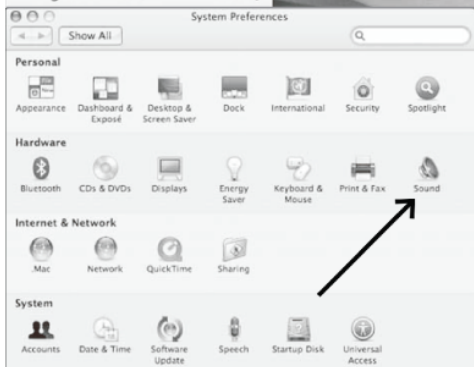 System Preferences
Show All
Personal
Appearance
Dashboard &
Exposé
Desktop &
Screen Saver
Dock
International
Security
Spotlight
Hardware
Bluetooth
CDs & DVDs
Displays
Energy
Saver
Keyboard &
Mouse
Print & Fax
Sound
Internet & Network
.Mac
Network
QuickTime
Sharing
System
Accounts
Date & Time
Software
Update
Speech
Startup Disk
Universal
Access